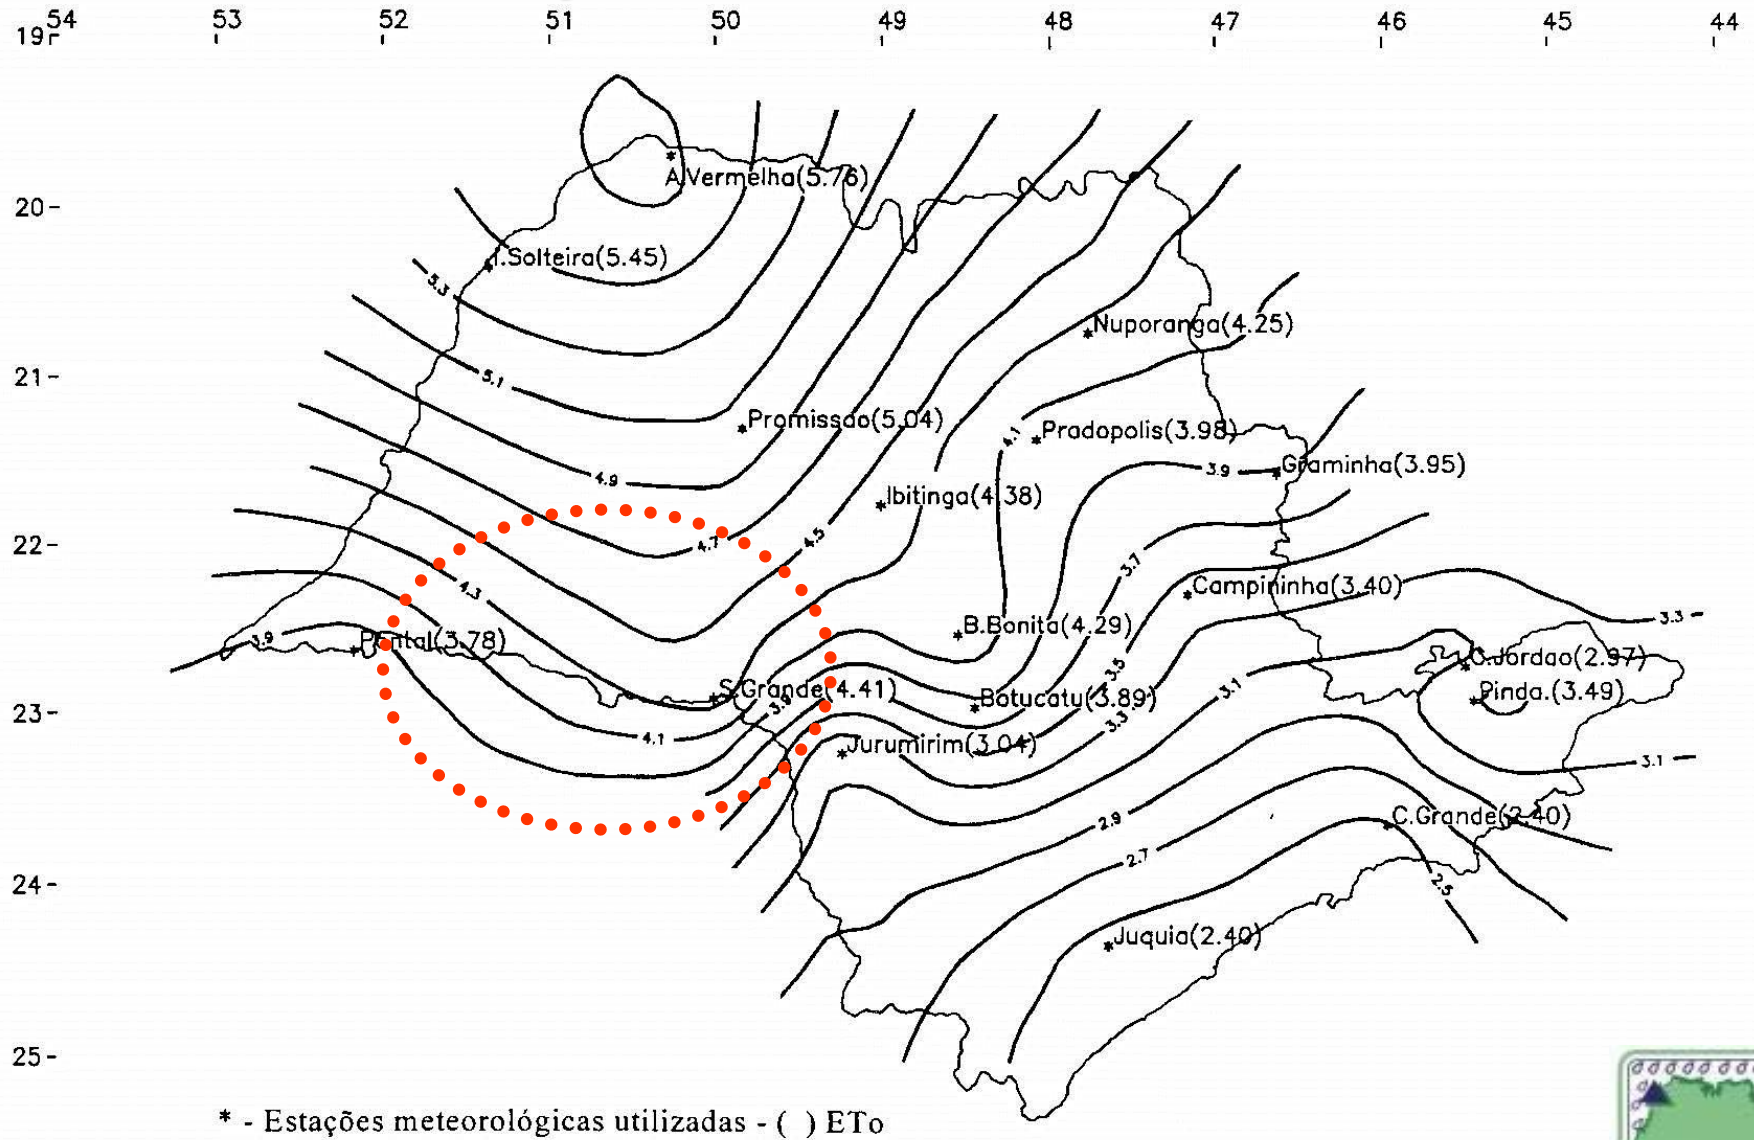 54 53 52 51 50 49 48 47 46 45 44
19
A.Vermelha(5.76)
20-
I.Solteira(5.45)
5.3
Nuporanga(4.25)
21-
5.1
Promissao(5.04)
4.1 Pradopolis(3.98)
4.9
3.9 Graminha(3.95)
Ibitinga(4.38)
22-
4.7 4.5
3.7
4.3
Campininha(3.40)
3.3
B.Bonita(4.29)
3.9
Pontal(3.78)
3.5
C.Jordao(2.97)
S.Grande(4.41)
3.1
Pinda.(3.49)
Botucatu(3.89)
23-
3.9
3.3
4.1
Jurumirim(3.04)
3.1
2.9
C.Grande(2.40)
2.7
24-
2.5
Juquia(2.40)
25-
* - Estações meteorológicas utilizadas - ( ) ETo